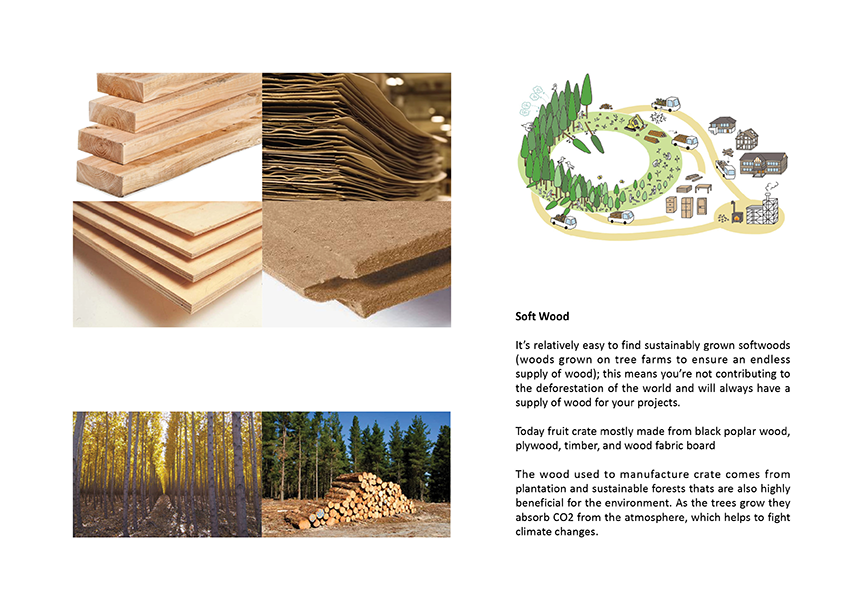 Soft Wood
It's relatively easy to find sustainably grown softwoods
(woods grown on tree farms to ensure an endless
supply of wood); this means you're not contributing to
the deforestation of the world and will always have a
supply of wood for your projects.
Today fruit crate mostly made from black poplar wood,
plywood, timber, and wood fabric board
The wood used to manufacture crate comes from
plantation and sustainable forests thats are also highly
beneficial for the environment. As the trees grow they
absorb CO2 from the atmosphere, which helps to fight
climate changes.